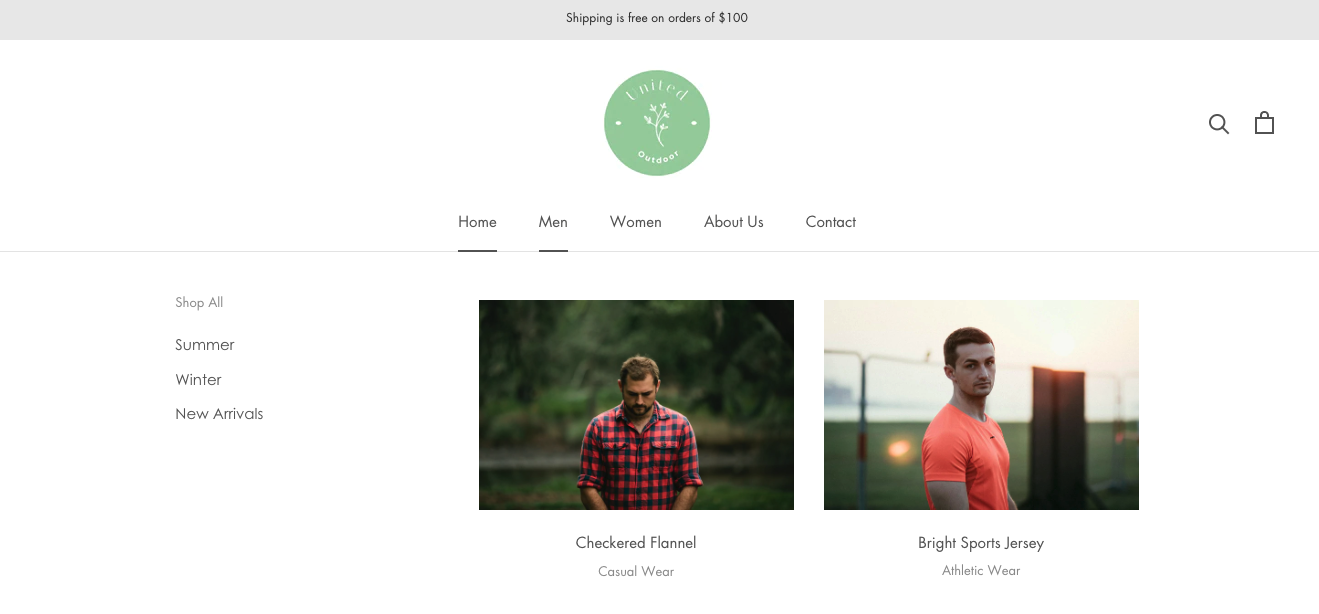 Shipping is free on orders of $100
United
Outdoor
Home Men Women About Us Contact
Shop All
Summer
Winter
New Arrivals
Checkered Flannel
Casual Wear
Bright Sports Jersey
Athletic Wear